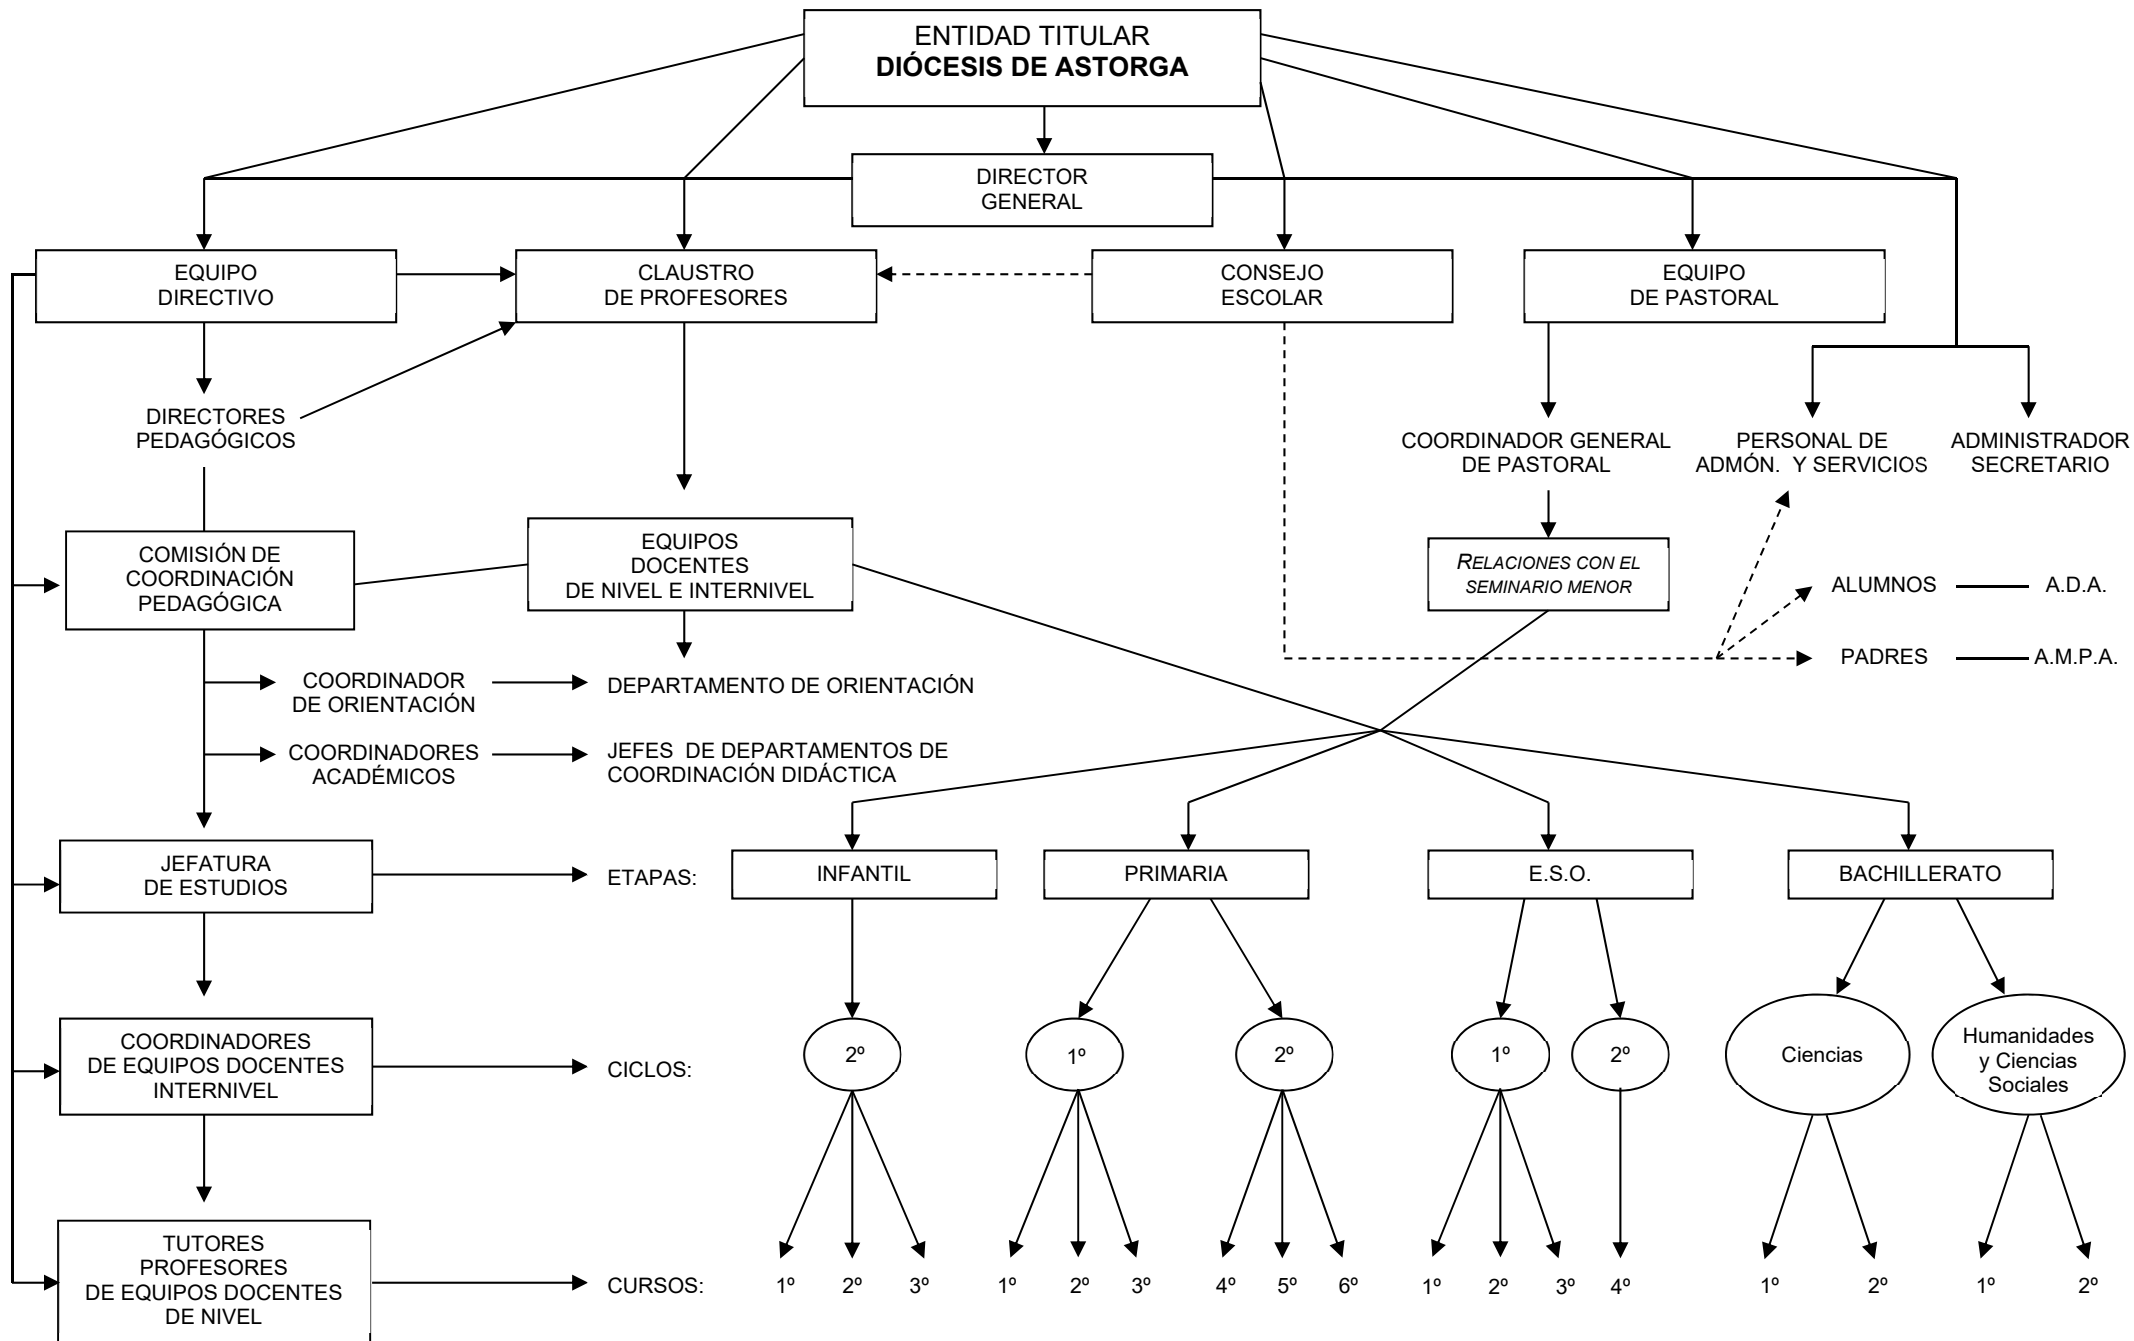 ENTIDAD TITULAR
DIÓCESIS DE ASTORGA
DIRECTOR
GENERAL
EQUIPO
DIRECTIVO
CLAUSTRO
DE PROFESORES
CONSEJO
ESCOLAR
EQUIPO
DE PASTORAL
DIRECTORES
PEDAGÓGICOS
COORDINADOR GENERAL
DE PASTORAL
PERSONAL DE
ADMÓN. Y SERVICIOS
ADMINISTRADOR
SECRETARIO
COMISIÓN DE
COORDINACIÓN
PEDAGÓGICA
EQUIPOS
DOCENTES
DE NIVEL E INTERNIVEL
RELACIONES CON EL
SEMINARIO MENOR
ALUMNOS
A.D.A.
PADRES
A.M.P.A.
COORDINADOR
DE ORIENTACIÓN
DEPARTAMENTO DE ORIENTACIÓN
COORDINADORES
ACADÉMICOS
JEFES DE DEPARTAMENTOS DE
COORDINACIÓN DIDÁCTICA
JEFATURA
DE ESTUDIOS
ETAPAS:
INFANTIL
PRIMARIA
E.S.O.
BACHILLERATO
COORDINADORES
DE EQUIPOS DOCENTES
INTERNIVEL
CICLOS:
2º
1º
2º
1º
2º
Ciencias
Humanidades
y Ciencias
Sociales
TUTORES
PROFESORES
DE EQUIPOS DOCENTES
DE NIVEL
CURSOS:
1º 2º 3º
1º 2º 3º
4º 5º 6º
1º 2º 3º 4º
1º 2º
1º 2º